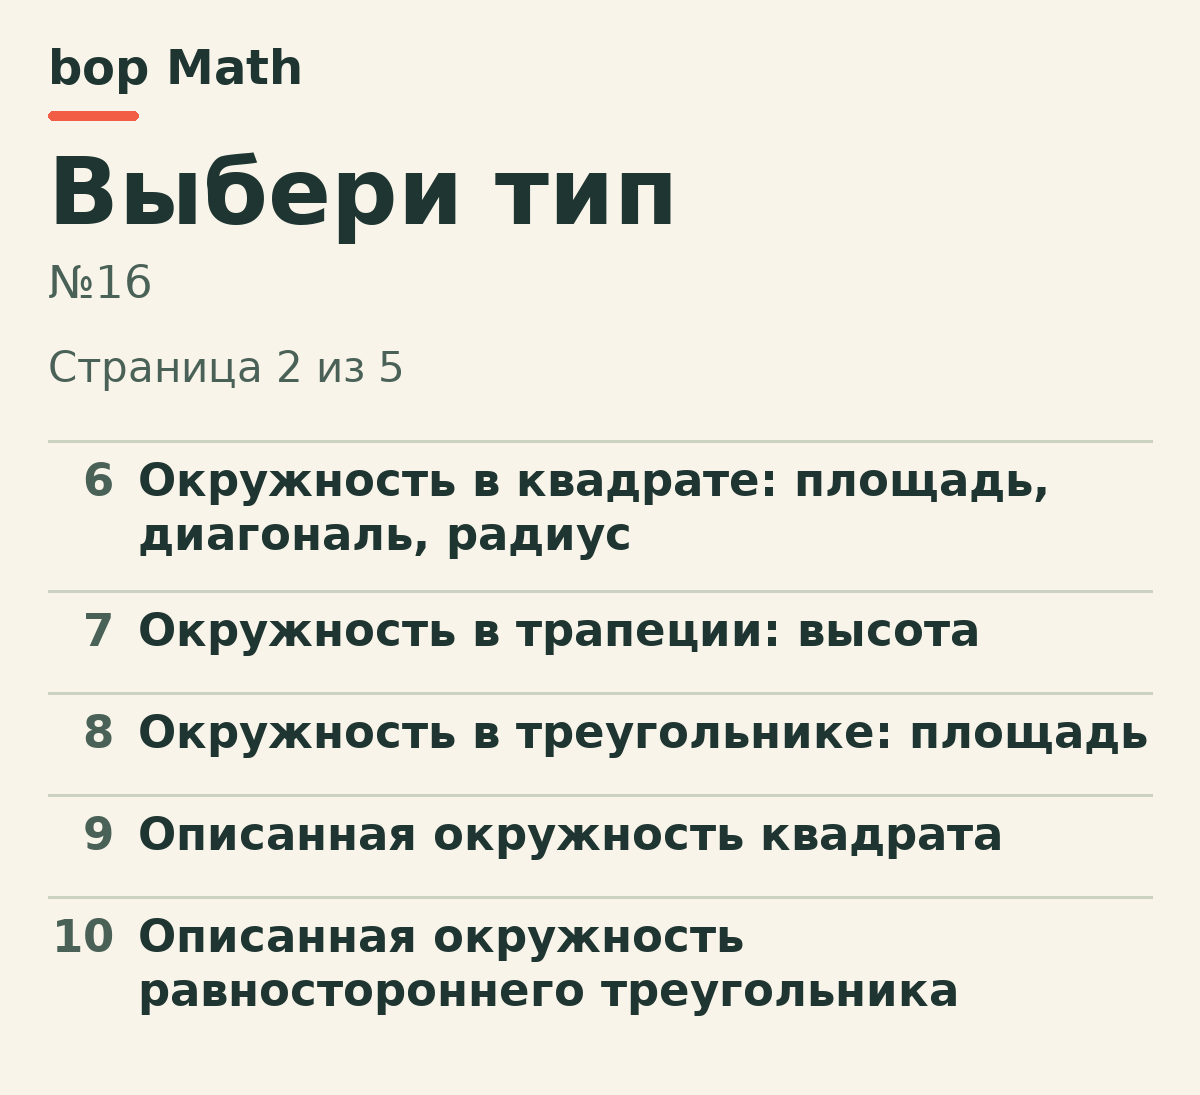 bop Math
Выбери тип
№16
Страница 2 из 5
6 Окружность в квадрате: площадь,
диагональ, радиус
7 Окружность в трапеции: высота
8 Окружность в треугольнике: площадь
9 Описанная окружность квадрата
10 Описанная окружность
равностороннего треугольника